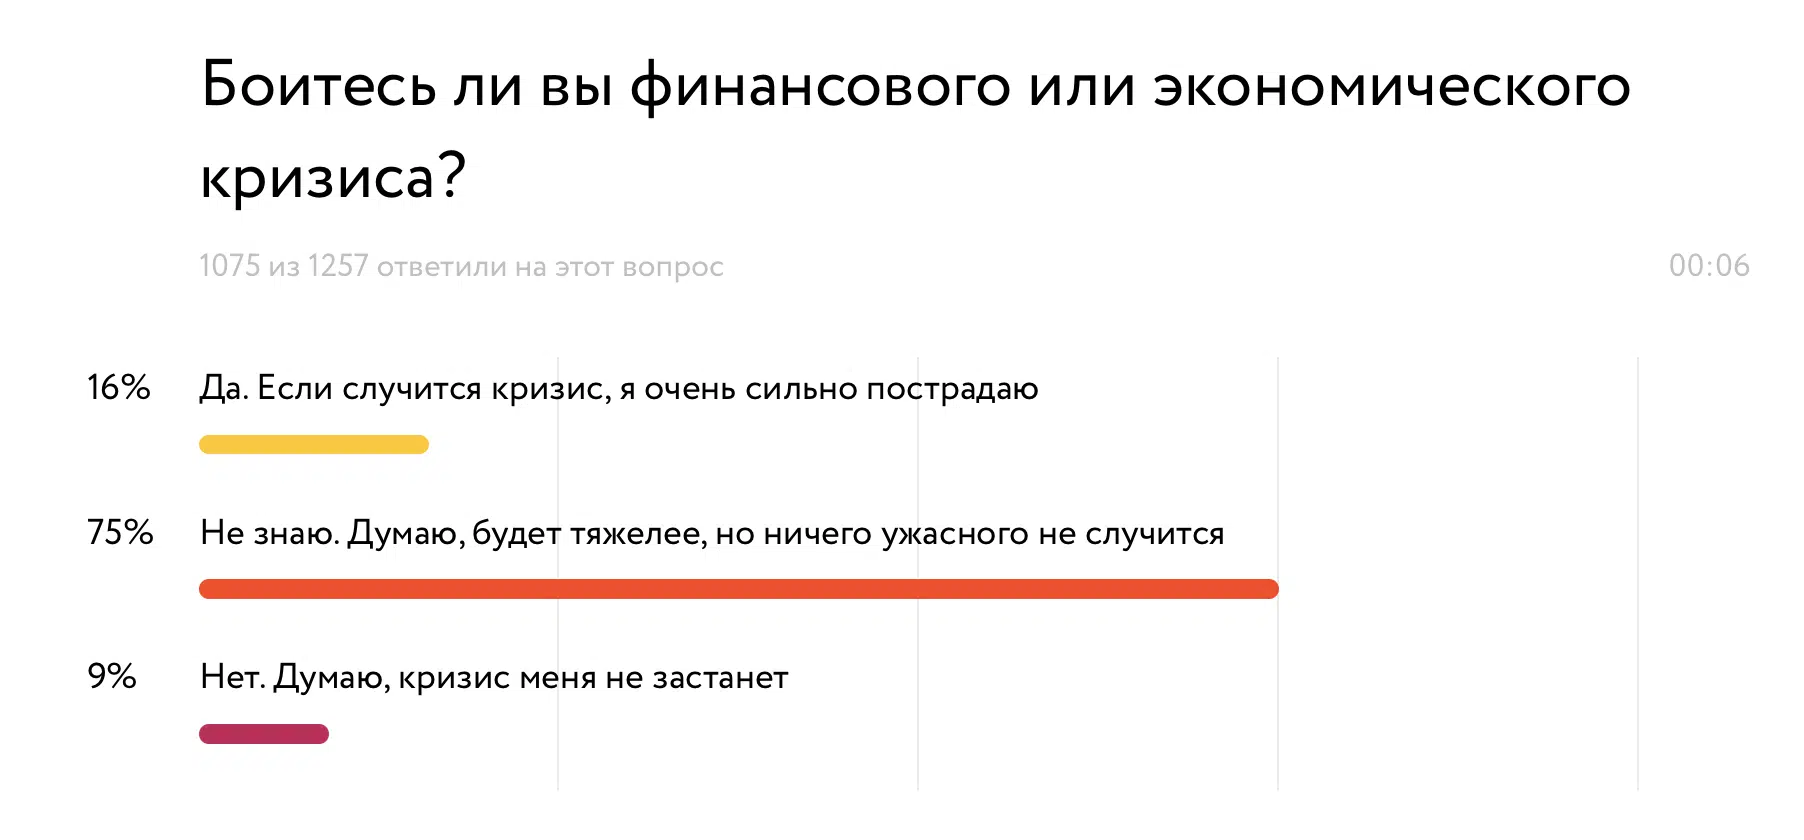 Боитесь ли вы финансового или экономического
кризиса?
1075 из 1257 ответили на этот вопрос
00:06
16%
Да. Если случится кризис, я очень сильно пострадаю
75%
Не знаю. Думаю, будет тяжелее, но ничего ужасного не случится
9%
Нет. Думаю, кризис меня не застанет